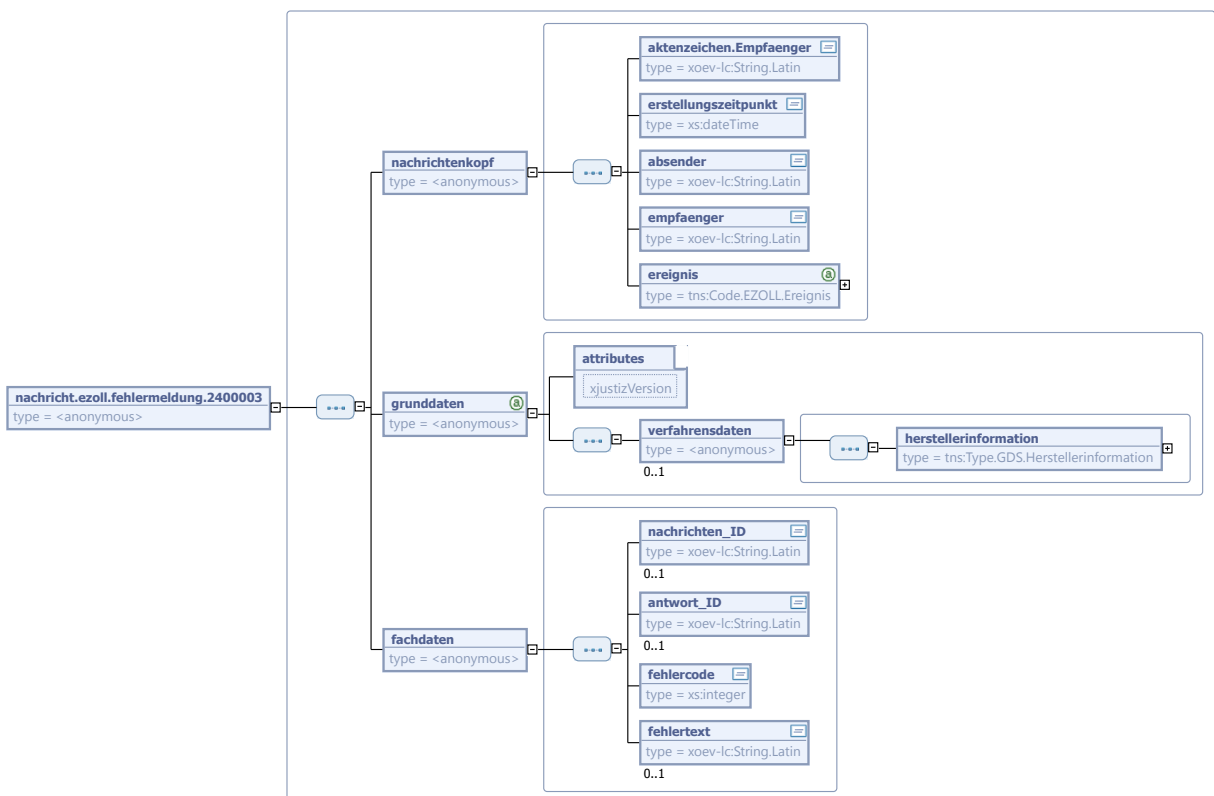 aktenzeichen.Empfaenger
type = xoev-lc:String.Latin
erstellungszeitpunkt
type = xs:dateTime
nachrichtenkopf
type = <anonymous>
absender
type = xoev-lc:String.Latin
empfaenger
type = xoev-lc:String.Latin
ereignis
a
type = tns:Code.EZOLL.Ereignis
nachricht.ezoll.fehlermeldung.2400003
type = <anonymous>
grunddaten
a
type = <anonymous>
attributes
xjustizVersion
verfahrensdaten
type = <anonymous>
0..1
herstellerinformation
type = tns:Type.GDS.Herstellerinformation
fachdaten
type = <anonymous>
nachrichten_ID
type = xoev-lc:String.Latin
0..1
antwort_ID
type = xoev-lc:String.Latin
0..1
fehlercode
type = xs:integer
fehlertext
type = xoev-lc:String.Latin
0..1